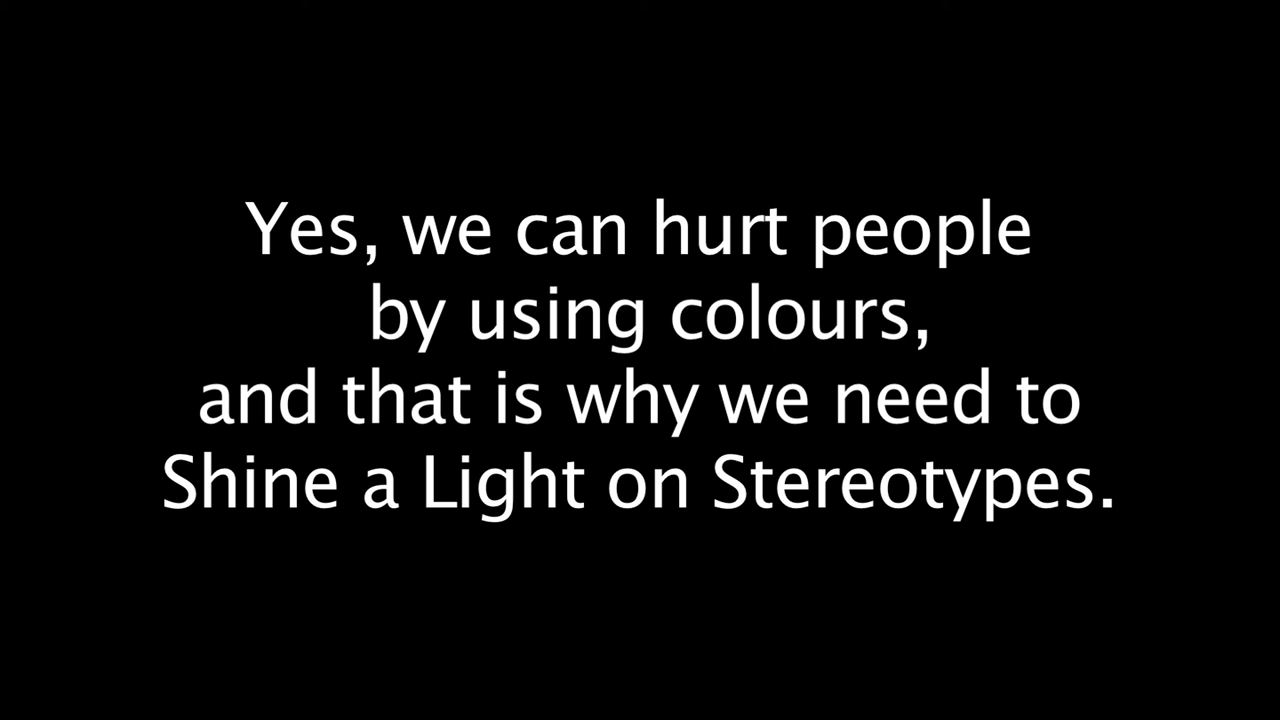 Yes, we can hurt people
by using colours,
and that is why we need to
Shine a Light on Stereotypes.